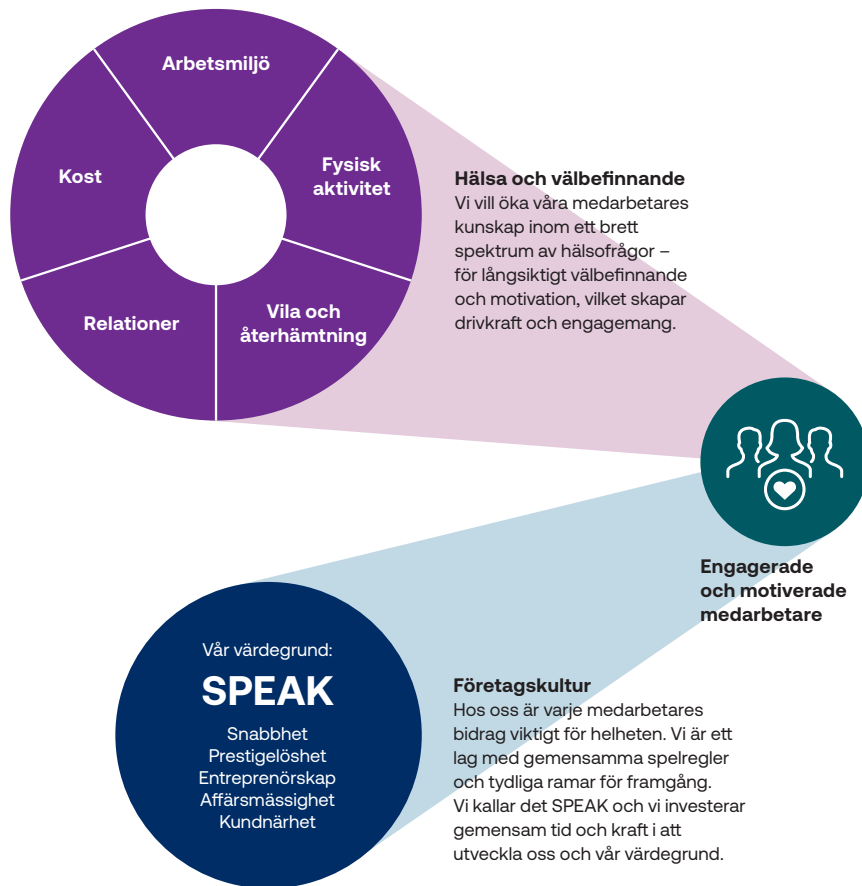 Arbetsmiljö
Kost
Fysisk
aktivitet
Relationer
Vila och
återhämtning
Hälsa och välbefinnande
Vi vill öka våra medarbetares
kunskap inom ett brett
spektrum av hälsofrågor –
för långsiktigt välbefinnande
och motivation, vilket skapar
drivkraft och engagemang.
Engagerade
och motiverade
medarbetare
Vår värdegrund:
SPEAK
Snabbhet
Prestigelöshet
Entreprenörskap
Affärsmässighet
Kundnärhet
Företagskultur
Hos oss är varje medarbetares
bidrag viktigt för helheten. Vi är ett
lag med gemensamma spelregler
och tydliga ramar för framgång.
Vi kallar det SPEAK och vi investerar
gemensam tid och kraft i att
utveckla oss och vår värdegrund.